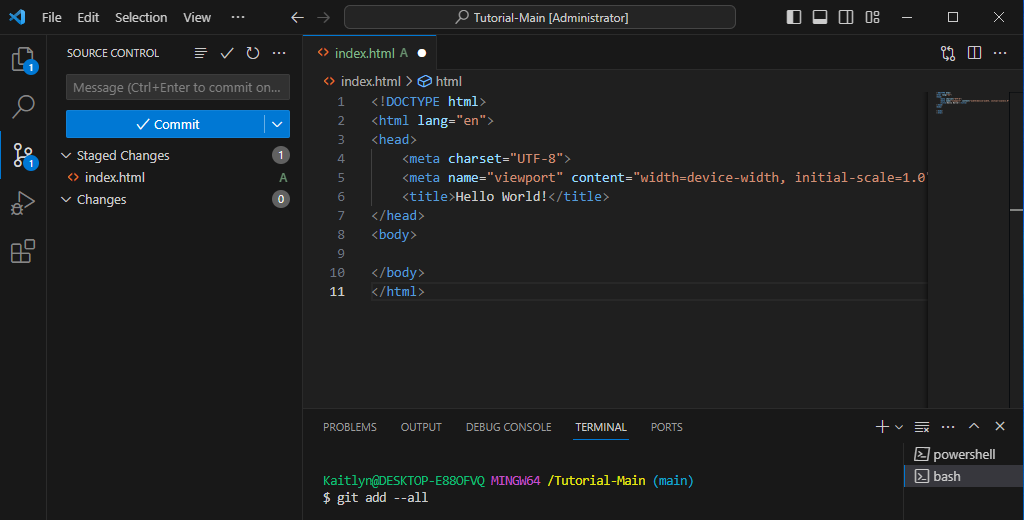 File Edit Selection View ··· Tutorial-Main [Administrator]
SOURCE CONTROL
Message (Ctrl+Enter to commit on...
Commit
Staged Changes 1
index.html A
Changes 0
1
1
index.html A
index.html > html
1 <!DOCTYPE html>
2 <html lang="en">
3 <head>
4 <meta charset="UTF-8">
5 <meta name="viewport" content="width=device-width, initial-scale=1.0"
6 <title>Hello World!</title>
7 </head>
8 <body>
9
10 </body>
11 </html>
PROBLEMS OUTPUT DEBUG CONSOLE TERMINAL PORTS
Kaitlyn@DESKTOP-E88OFVQ MINGW64 /Tutorial-Main (main)
$ git add --all
powershell
bash